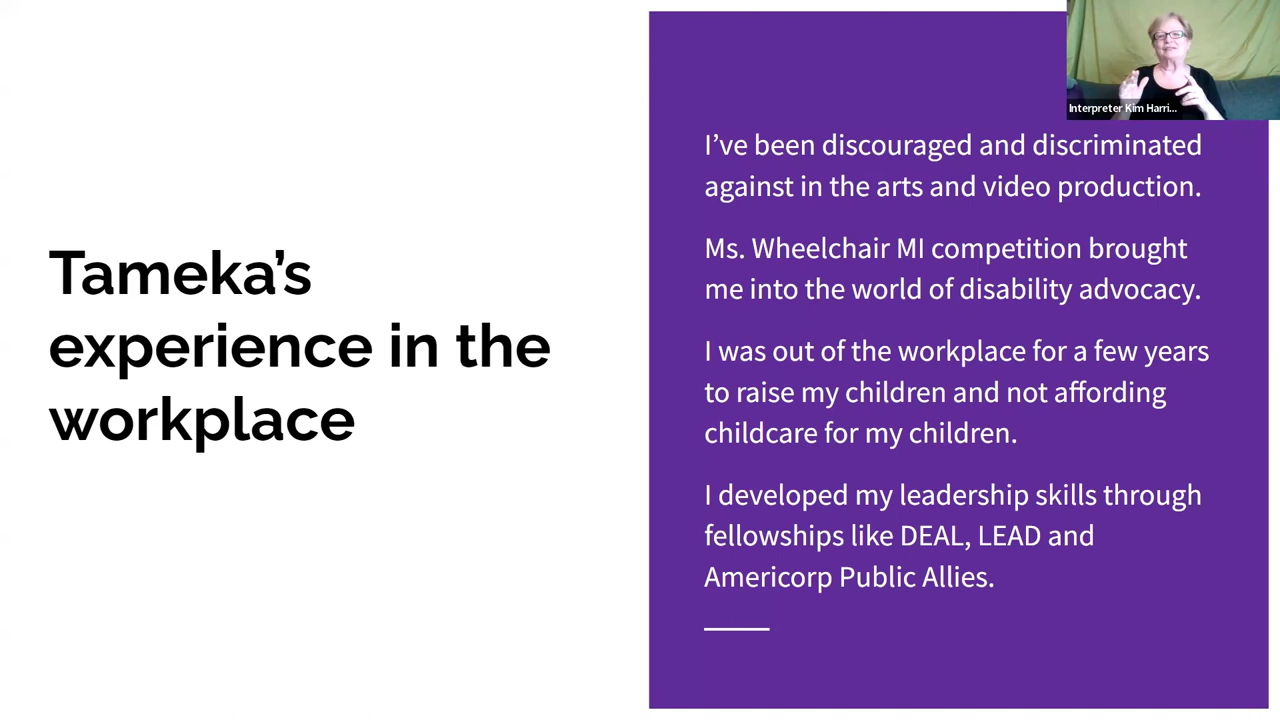 Interpreter Kim Harri...
Tameka’s
experience in the
workplace
I’ve been discouraged and discriminated
against in the arts and video production.
Ms. Wheelchair MI competition brought
me into the world of disability advocacy.
I was out of the workplace for a few years
to raise my children and not affording
childcare for my children.
I developed my leadership skills through
fellowships like DEAL, LEAD and
Americorp Public Allies.